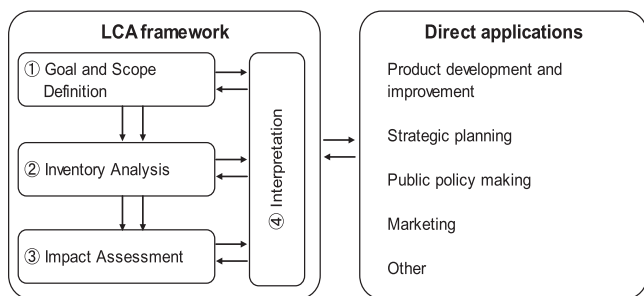 LCA framework
① Goal and Scope
Definition
② Inventory Analysis
③ Impact Assessment
④ Interpretation
Direct applications
Product development and
improvement
Strategic planning
Public policy making
Marketing
Other